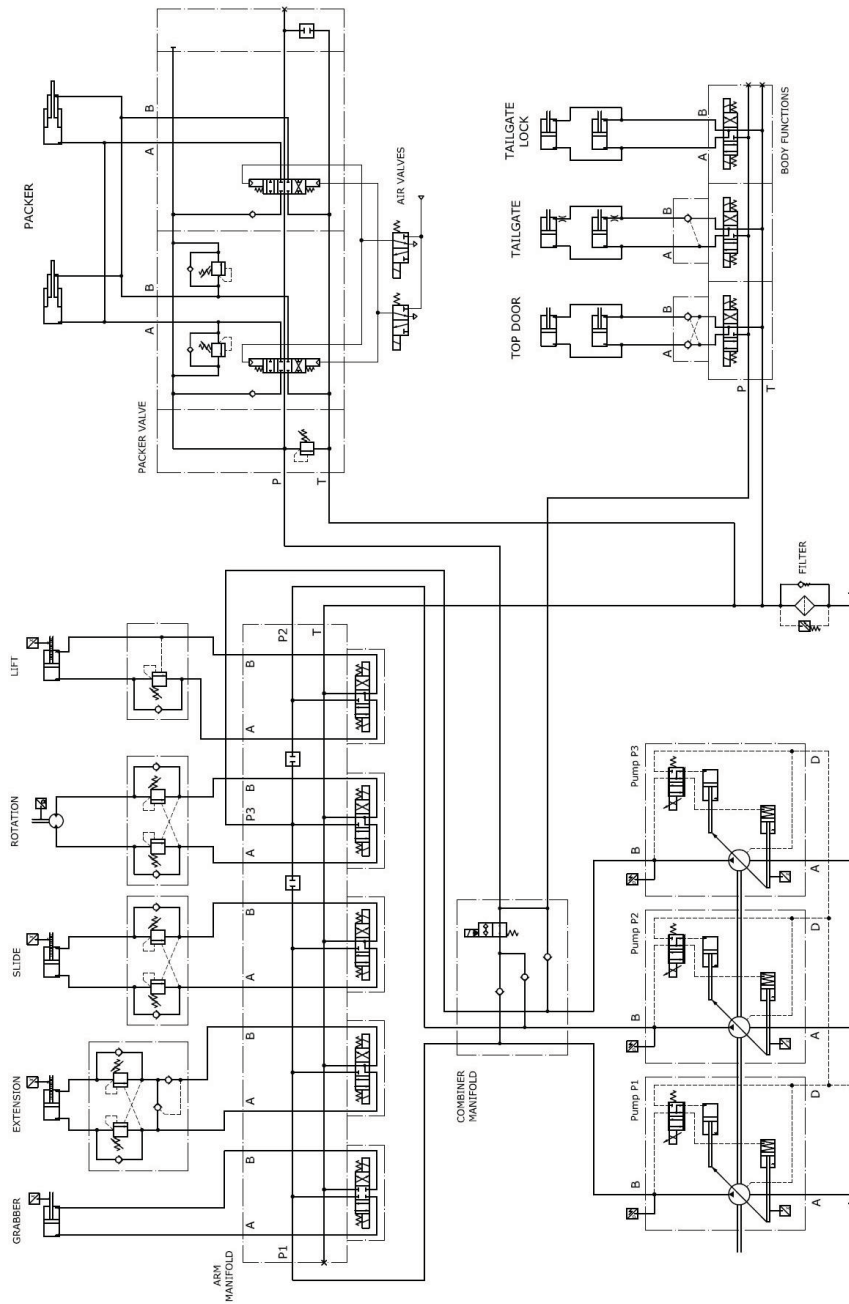 PACKER
A
B
A
B
PACKER VALVE
P
T
AIR VALVES
TAILGATE
LOCK
TAILGATE
TOP DOOR
A
B
A
B
A
B
P
T
BODY FUNCTIONS
LIFT
ROTATION
SLIDE
EXTENSION
GRABBER
A
B
A
B
A
B
A
B
A
B
P1
P2
P3
T
ARM
MANIFOLD
COMBINER
MANIFOLD
FILTER
Pump P1
B
A
D
Pump P2
B
A
D
Pump P3
B
A
D